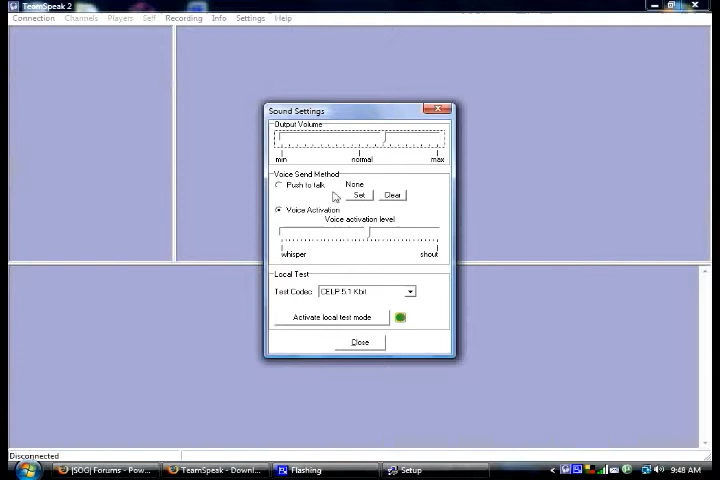 TeamSpeak 2
Connection Channels Players Self Recording Settings Info Help
Sound Settings
Output Volume
min normal max
Voice Send Method
Push to talk None
Set Clear
Voice Activation
Voice activation level
whisper shout
Local Test
Test Codec CELP 5.1 Kbit
Activate local test mode
Close
Disconnected
|SOG| Forums - Pow... TeamSpeak - Downl... Flashing Setup 9:48 AM